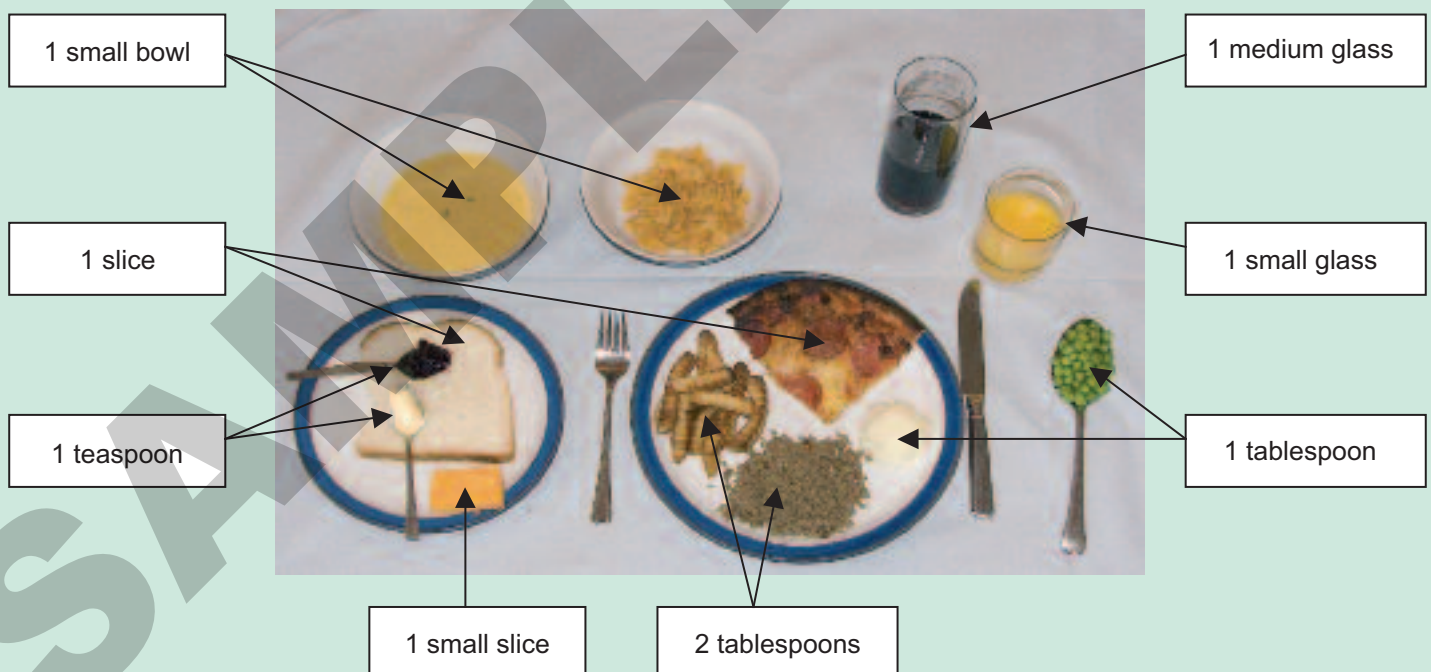 1 small bowl
1 medium glass
1 slice
1 small glass
1 teaspoon
1 tablespoon
1 small slice
2 tablespoons
SAMPL